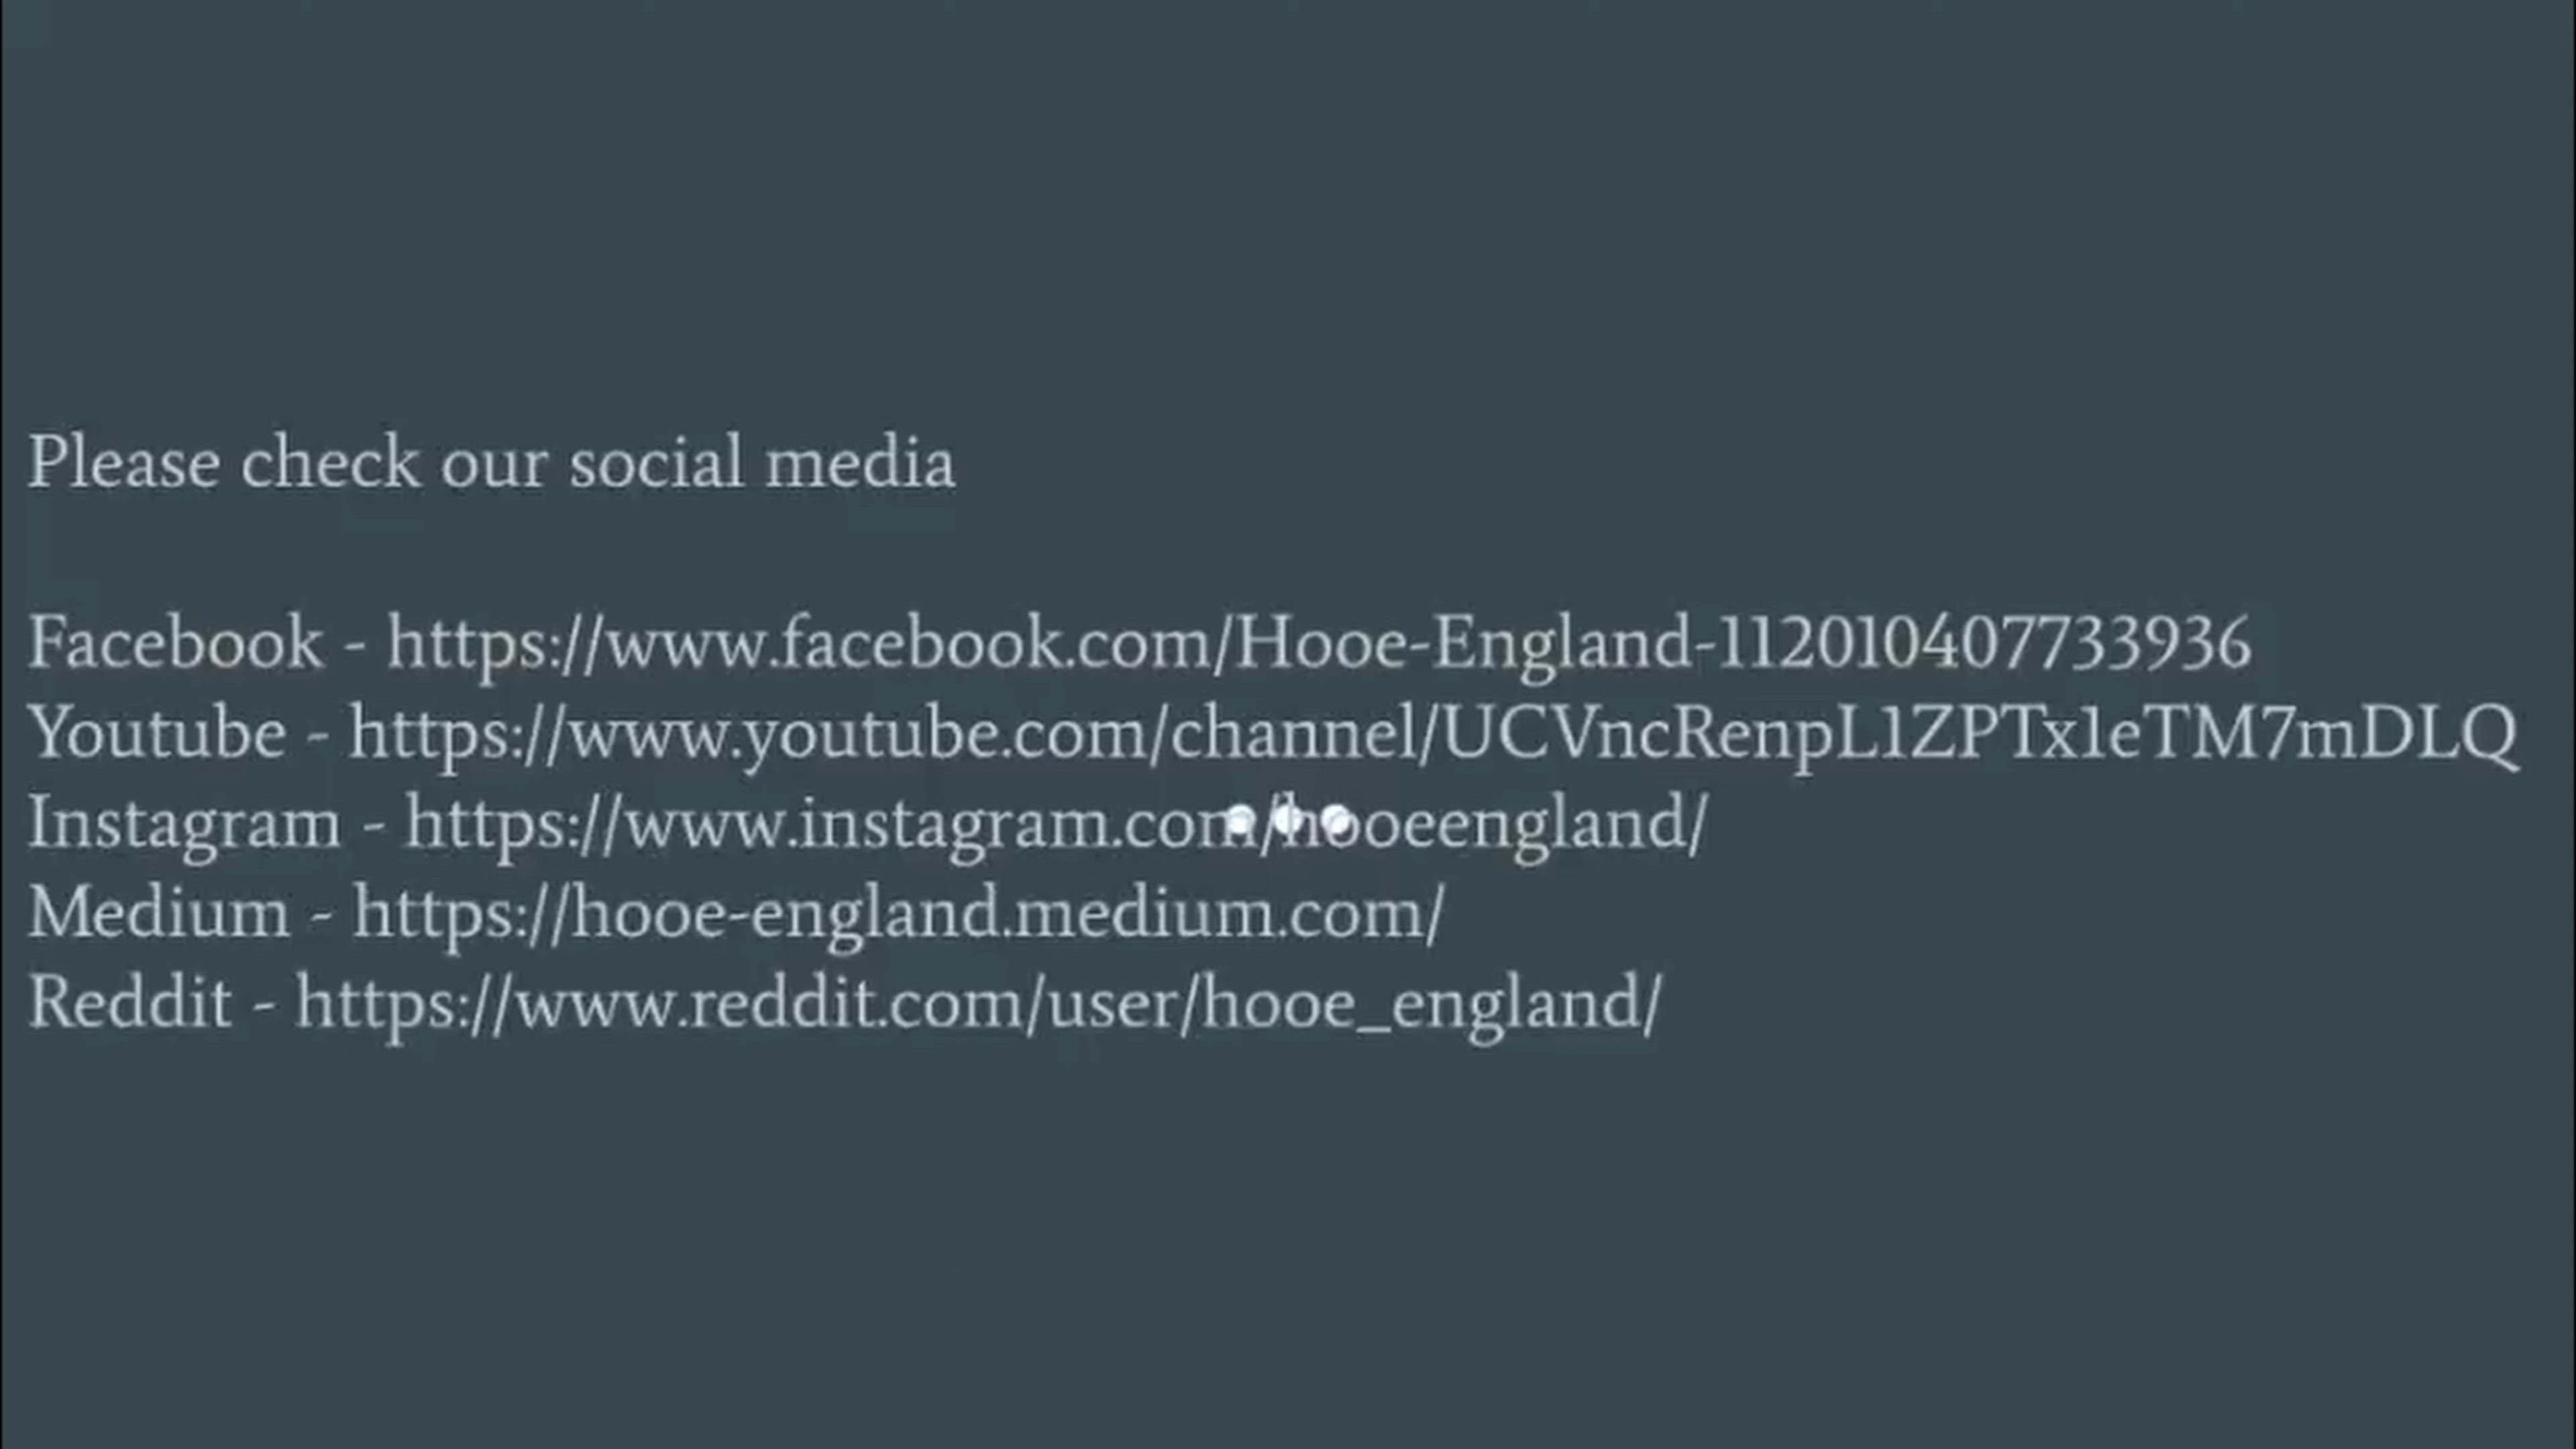 Please check our social media
Facebook - https://www.facebook.com/Hooe-England-112010407733936
Youtube - https://www.youtube.com/channel/UCVncRenpL1ZPTx1eTM7mDLQ
Instagram - https://www.instagram.com/hooeengland/
Medium - https://hooe-england.medium.com/
Reddit - https://www.reddit.com/user/hooe_england/